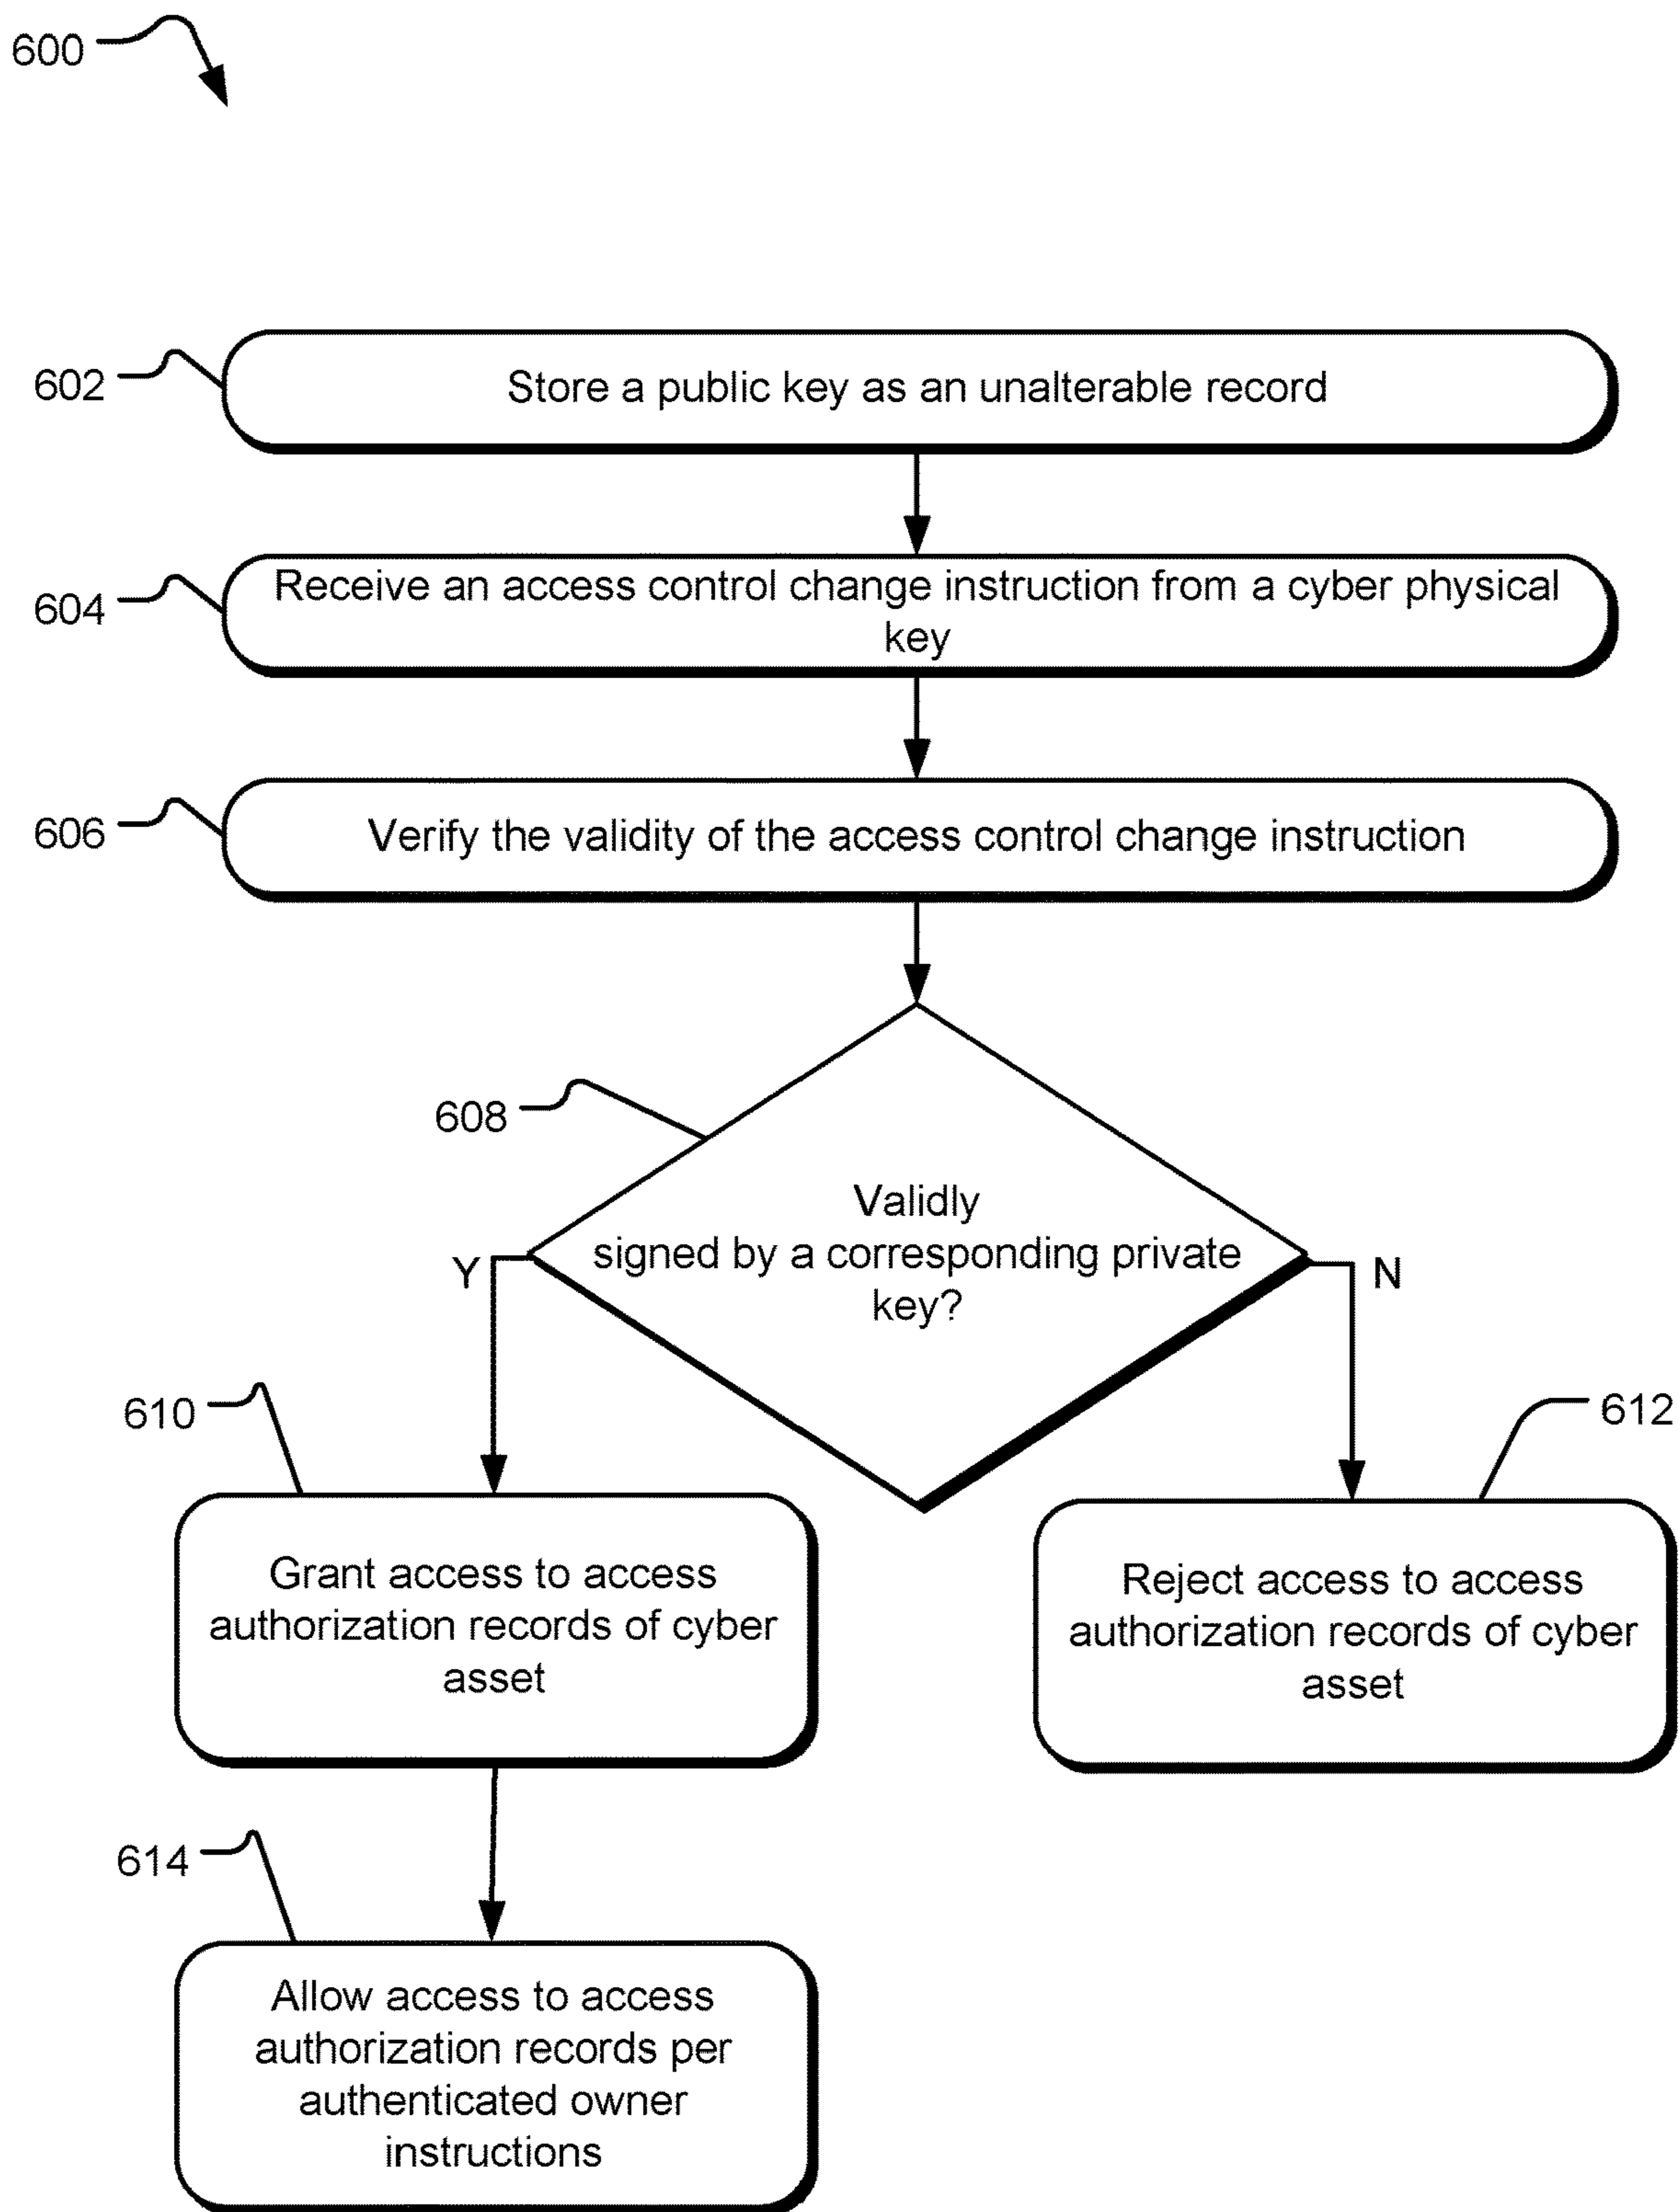 600
602
Store a public key as an unalterable record
604
Receive an access control change instruction from a cyber physical
key
606
Verify the validity of the access control change instruction
608
Validly
signed by a corresponding private
key?
Y
N
610
Grant access to access
authorization records of cyber
asset
612
Reject access to access
authorization records of cyber
asset
614
Allow access to access
authorization records per
authenticated owner
instructions